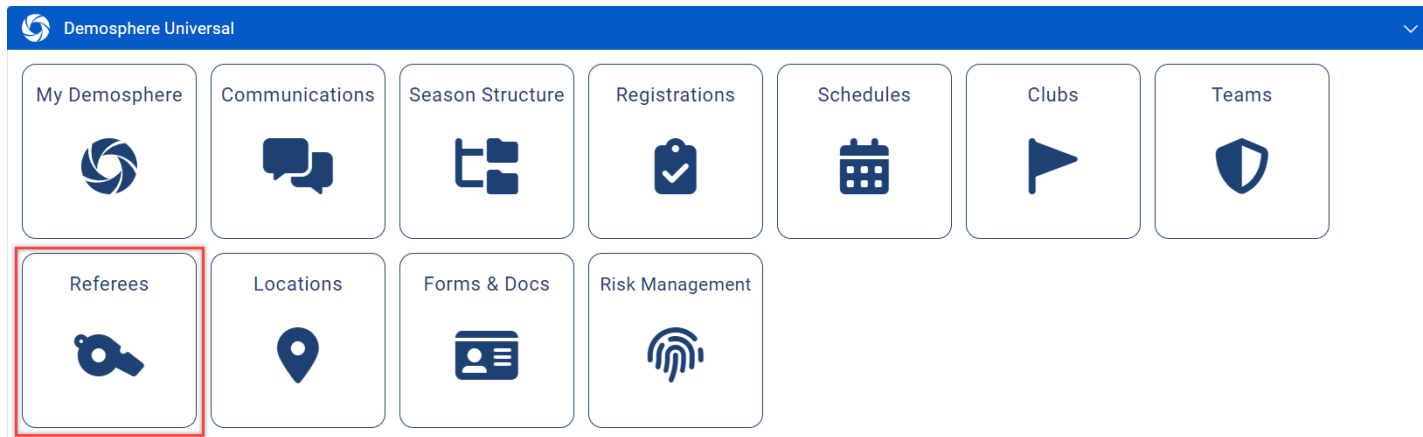 Demosphere Universal
My Demosphere
Communications
Season Structure
Registrations
Schedules
Clubs
Teams
Referees
Locations
Forms & Docs
Risk Management